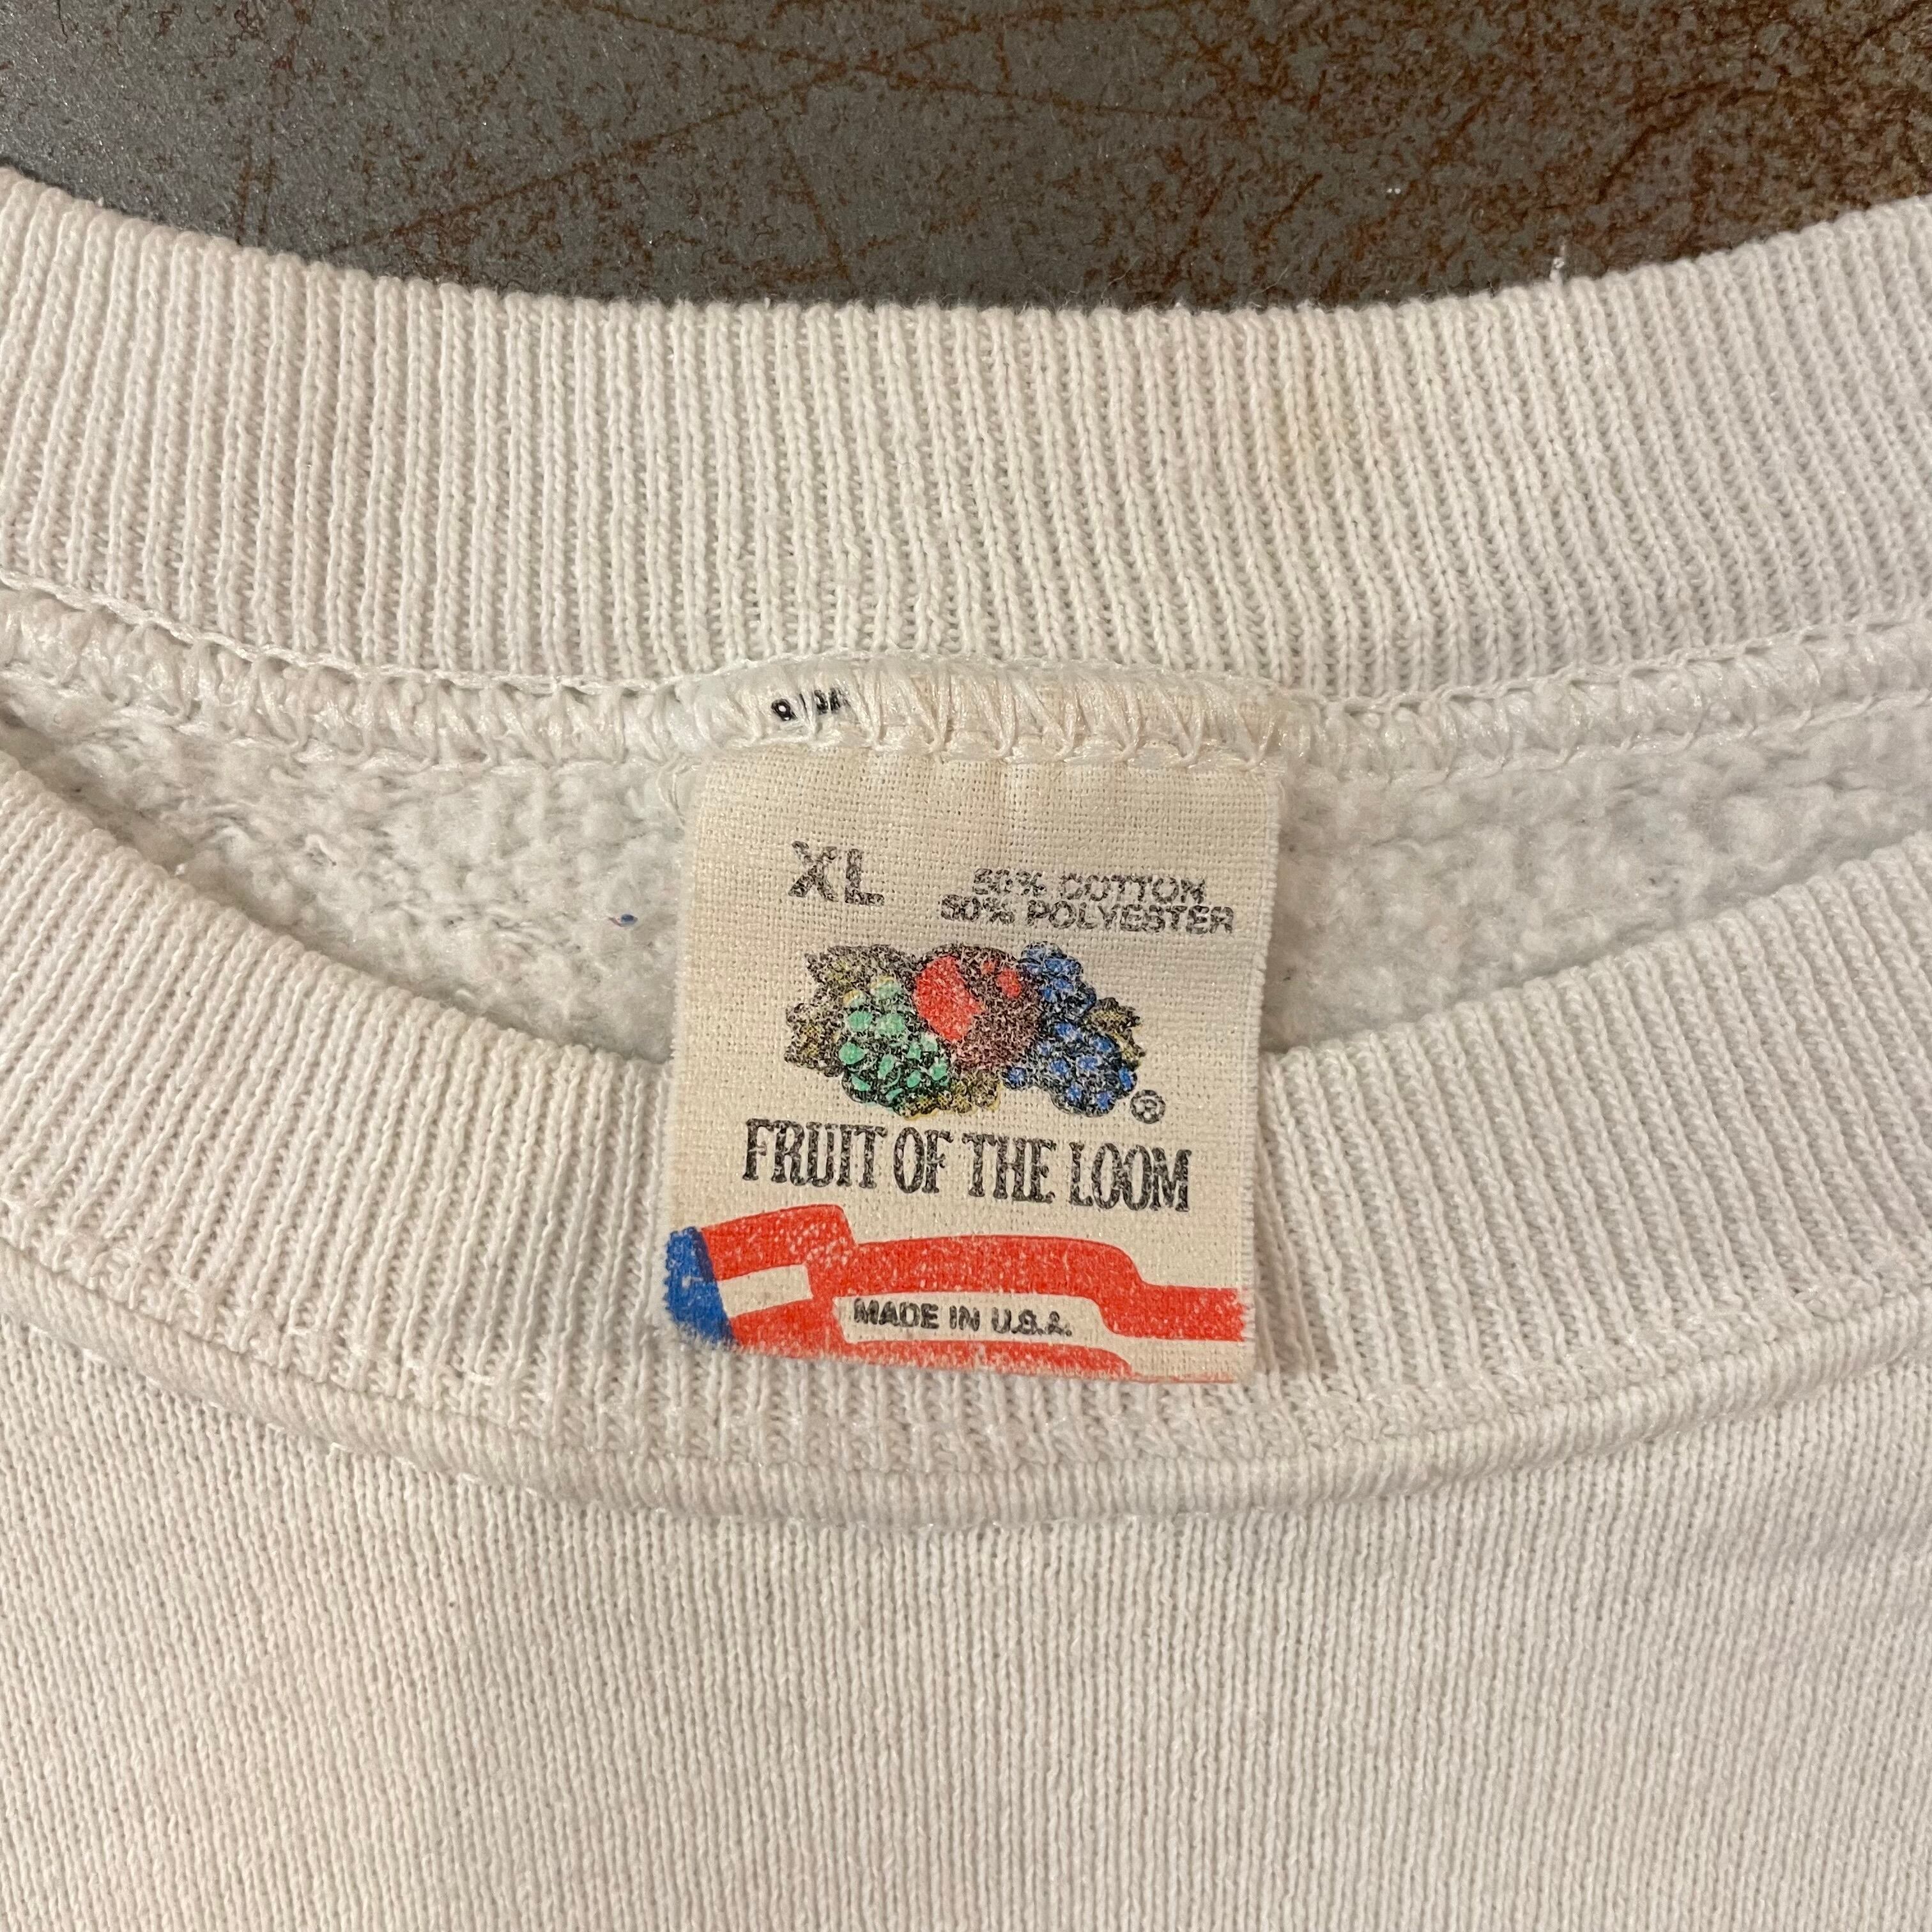 XL
50% COTTON
50% POLYESTER
®
FRUIT OF THE LOOM
MADE IN U.S.A.